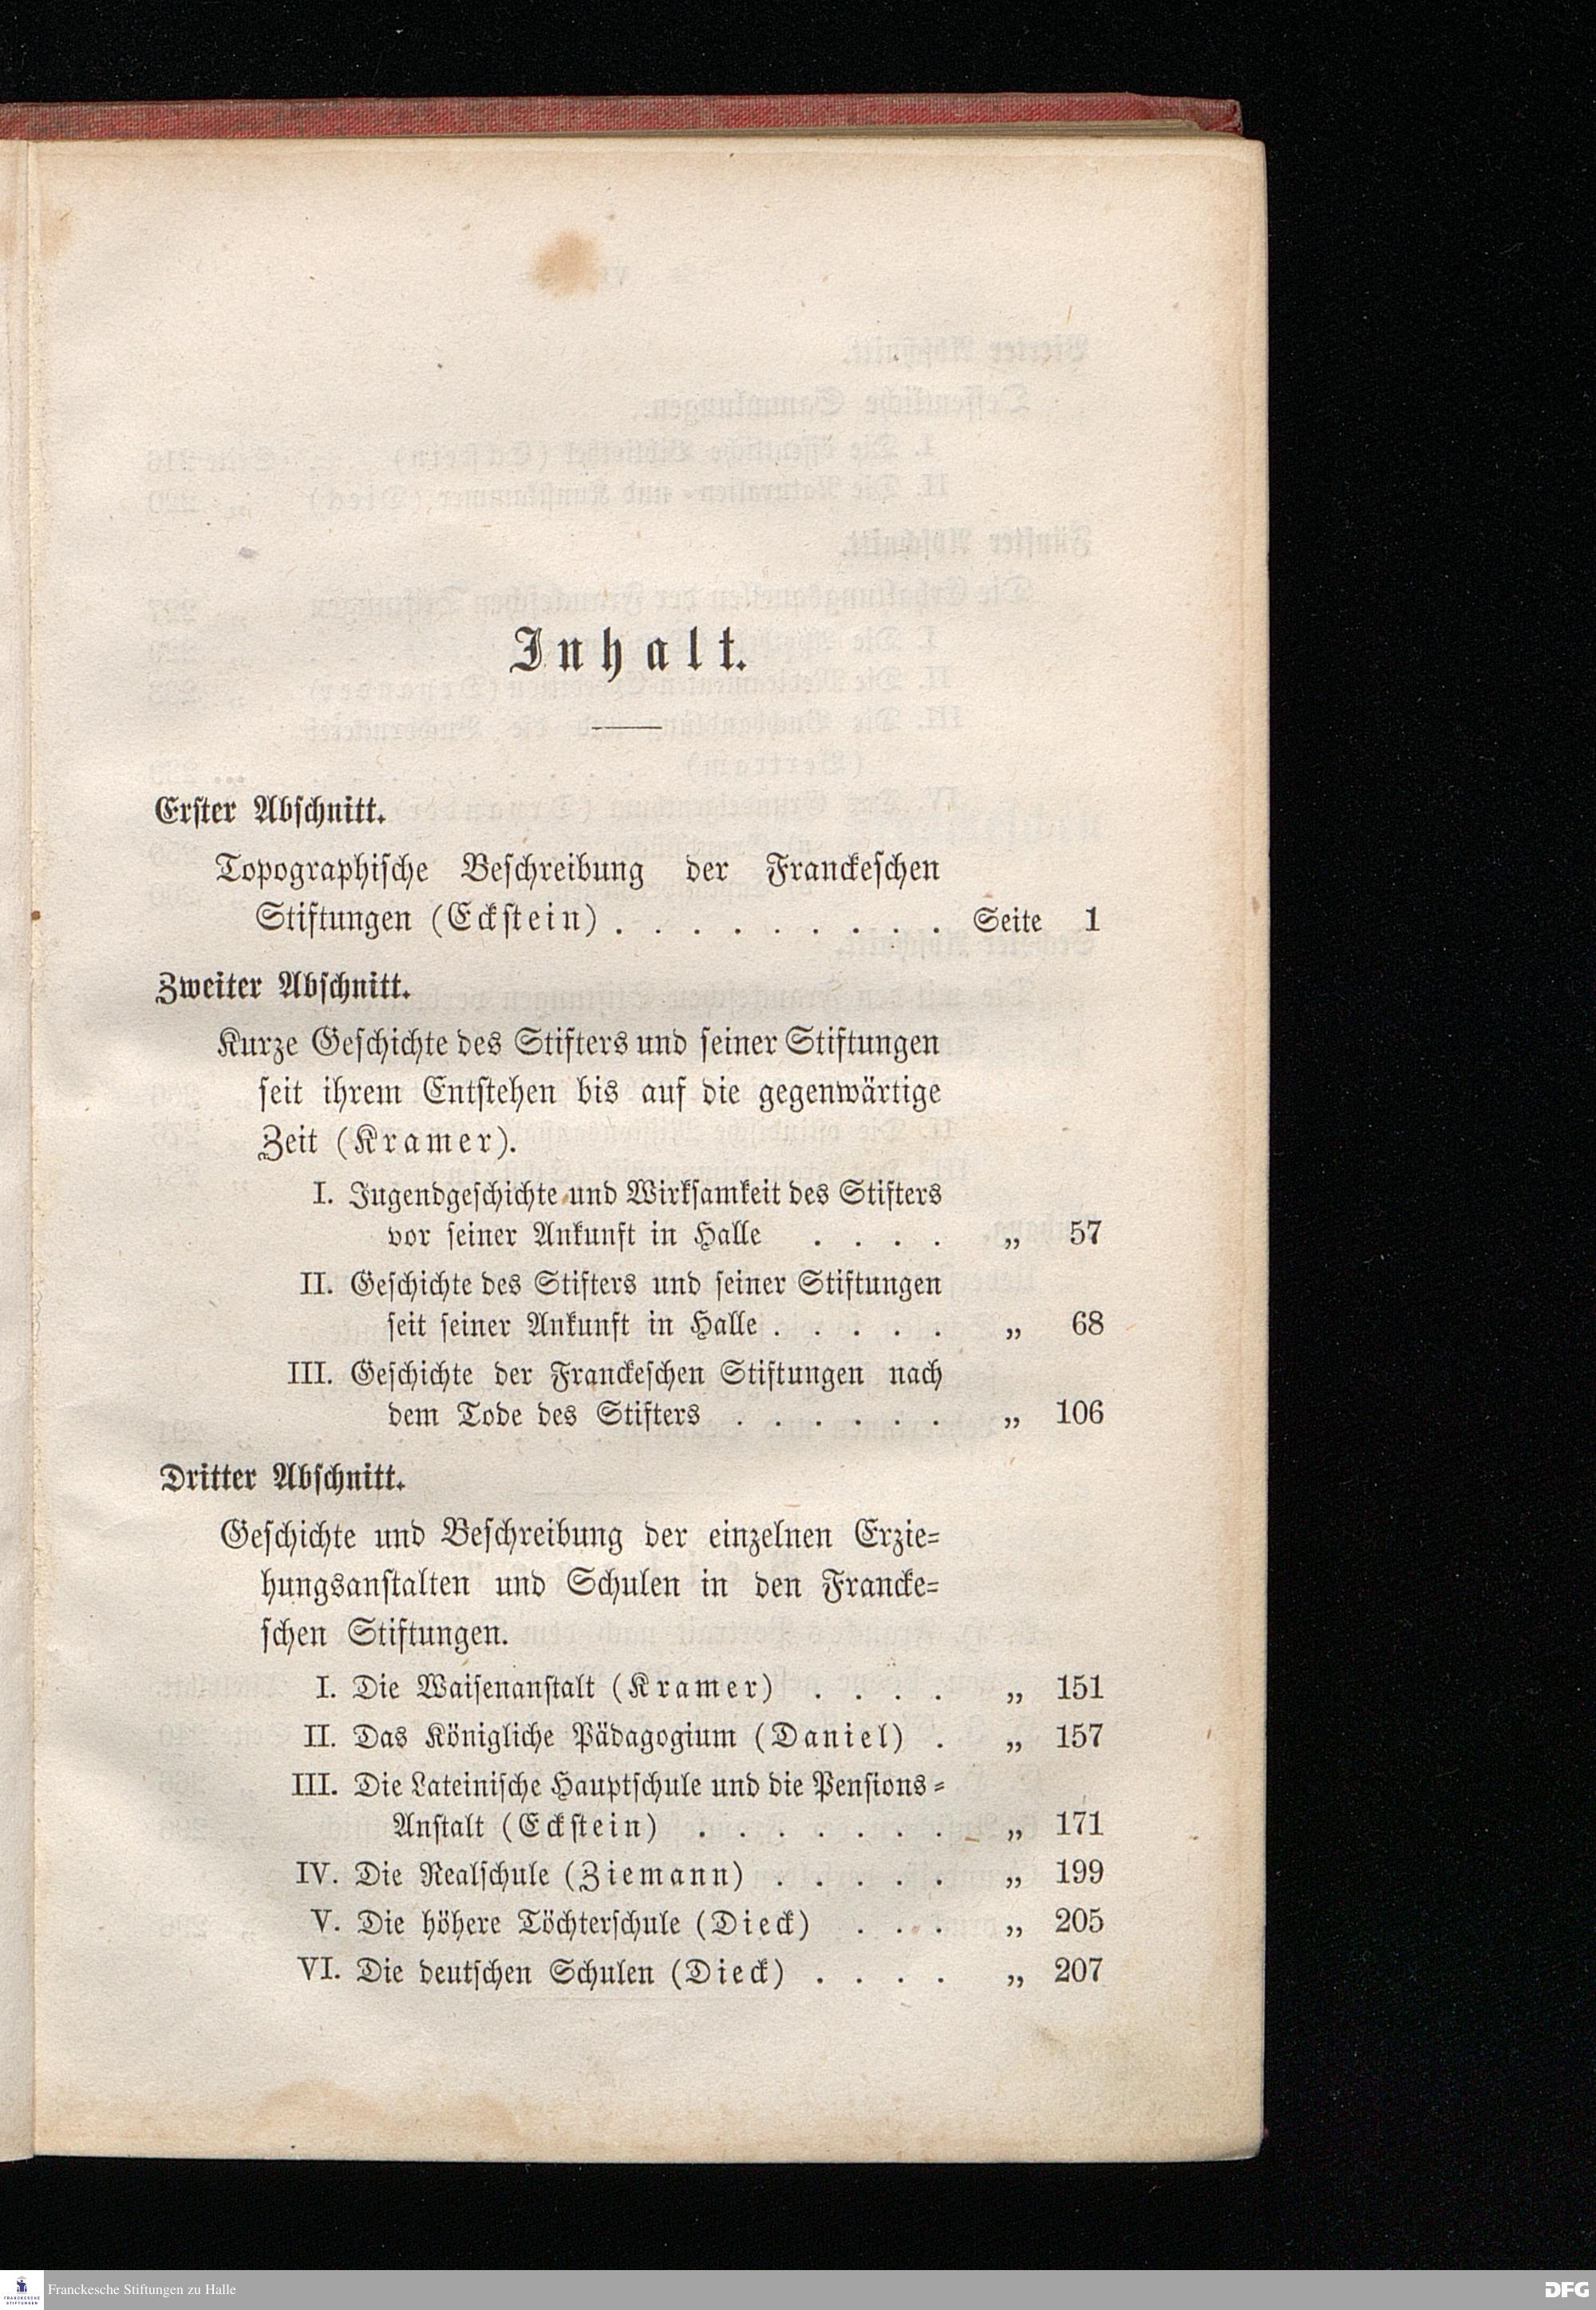 Inhalt.
Erster Abschnitt.
Topographische Beschreibung der Franckeschen
Stiftungen (Eckstein) . . . . . . . . . Seite 1
Zweiter Abschnitt.
Kurze Geschichte des Stifters und seiner Stiftungen
seit ihrem Entstehen bis auf die gegenwärtige
Zeit (Kramer).
I. Jugendgeschichte und Wirksamkeit des Stifters
vor seiner Ankunft in Halle . . . . „ 57
II. Geschichte des Stifters und seiner Stiftungen
seit seiner Ankunft in Halle . . . . . „ 68
III. Geschichte der Franckeschen Stiftungen nach
dem Tode des Stifters . . . . . . „ 106
Dritter Abschnitt.
Geschichte und Beschreibung der einzelnen Erzie-
hungsanstalten und Schulen in den Francke-
schen Stiftungen.
I. Die Waisenanstalt (Kramer) . . . . „ 151
II. Das Königliche Pädagogium (Daniel) . „ 157
III. Die Lateinische Hauptschule und die Pensions-
Anstalt (Eckstein) . . . . . . . „ 171
IV. Die Realschule (Ziemann) . . . . . „ 199
V. Die höhere Töchterschule (Dieck) . . . „ 205
VI. Die deutschen Schulen (Dieck) . . . . „ 207
FRANCKESCHE
STIFTUNGEN
Franckesche Stiftungen zu Halle
DFG